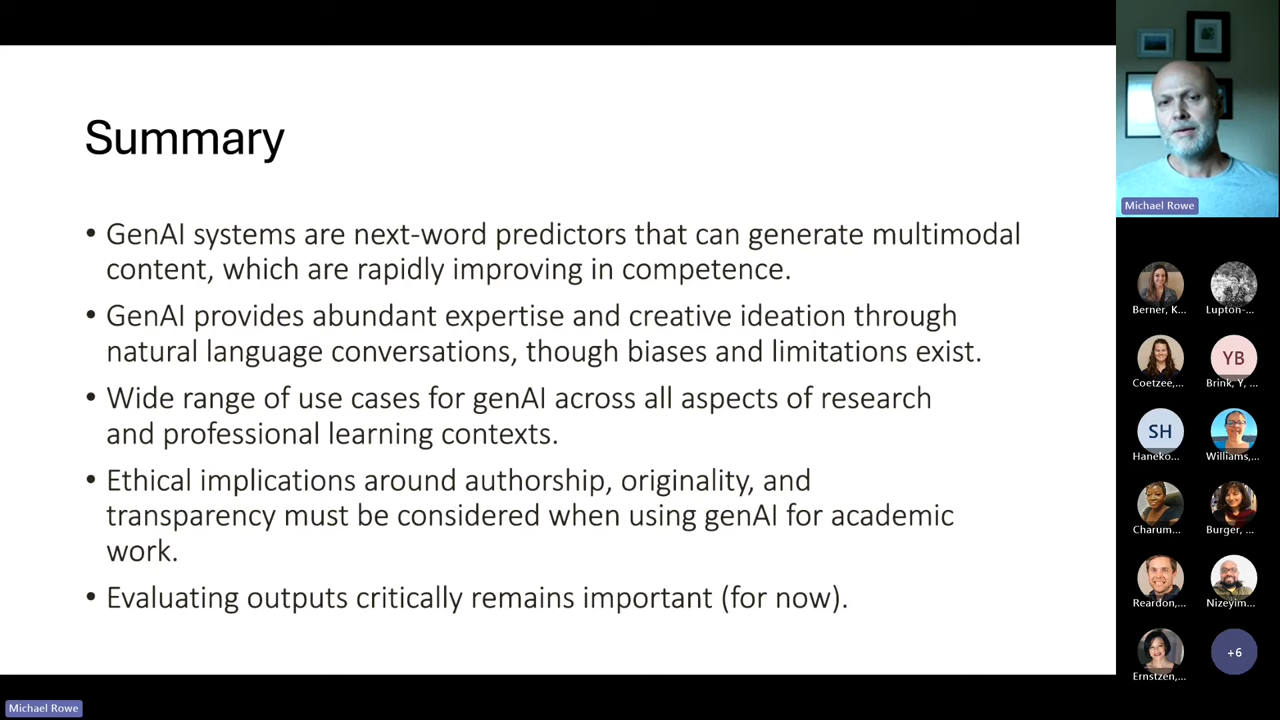 Summary
• GenAI systems are next-word predictors that can generate multimodal
content, which are rapidly improving in competence.
• GenAI provides abundant expertise and creative ideation through
natural language conversations, though biases and limitations exist.
• Wide range of use cases for genAI across all aspects of research
and professional learning contexts.
• Ethical implications around authorship, originality, and
transparency must be considered when using genAI for academic
work.
• Evaluating outputs critically remains important (for now).
Michael Rowe
Berner, K...
Lupton-...
Coetzee,...
YB
Brink, Y, ...
SH
Haneko...
Williams,...
Charum...
Burger, ...
Reardon,...
Nizeyim...
Ernstzen,...
+6
Michael Rowe